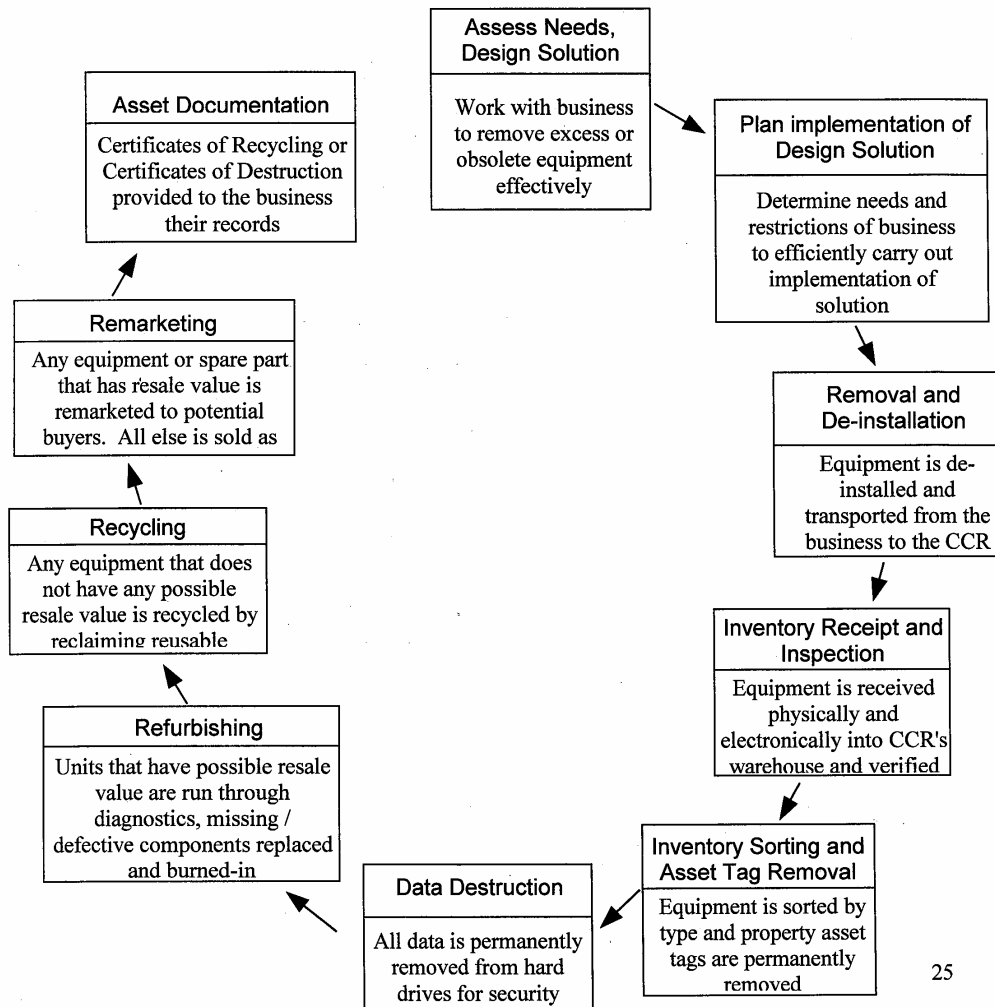 Assess Needs,
Design Solution
Work with business
to remove excess or
obsolete equipment
effectively
Plan implementation of
Design Solution
Determine needs and
restrictions of business
to efficiently carry out
implementation of
solution
Removal and
De-installation
Equipment is de-
installed and
transported from the
business to the CCR
Inventory Receipt and
Inspection
Equipment is received
physically and
electronically into CCR's
warehouse and verified
Inventory Sorting and
Asset Tag Removal
Equipment is sorted by
type and property asset
tags are permanently
removed
Data Destruction
All data is permanently
removed from hard
drives for security
Refurbishing
Units that have possible resale
value are run through
diagnostics, missing /
defective components replaced
and burned-in
Recycling
Any equipment that does
not have any possible
resale value is recycled by
reclaiming reusable
Remarketing
Any equipment or spare part
that has resale value is
remarketed to potential
buyers. All else is sold as
Asset Documentation
Certificates of Recycling or
Certificates of Destruction
provided to the business
their records
25